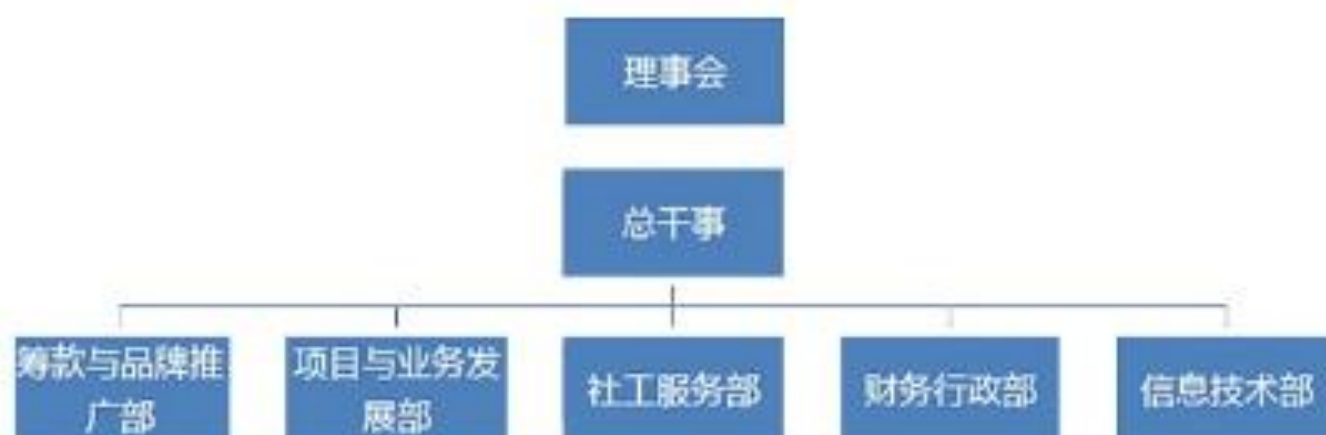 理事会
总干事
筹款与品牌推
广部
项目与业务发
展部
社工服务部
财务行政部
信息技术部